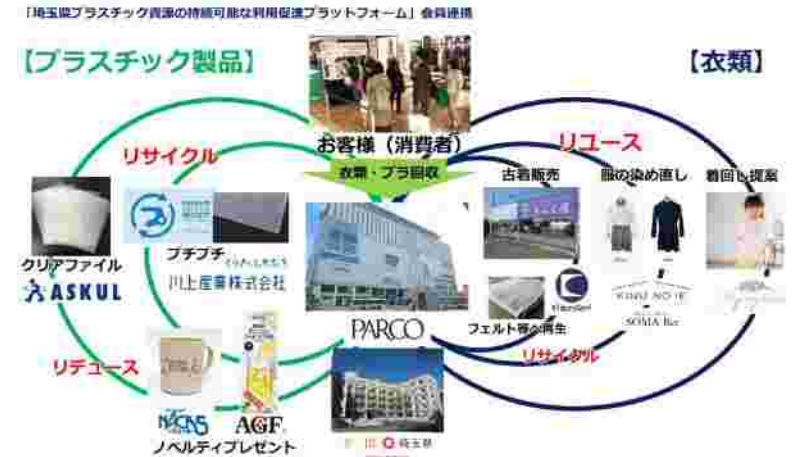 「埼玉県プラスチック資源の持続可能な利用促進プラットフォーム」会員連携
【プラスチック製品】
【衣類】
お客様（消費者）
リサイクル
リユース
衣類・プラ回収
古着販売
服の染め直し
着回し提案
プチプチ
川上産業株式会社
クリアファイル
ASKUL
PARCO
フェルト等へ再生
KINU NO IE
SOMA Re:
リサイクル
リデュース
AGF
ノベルティプレゼント
埼玉県